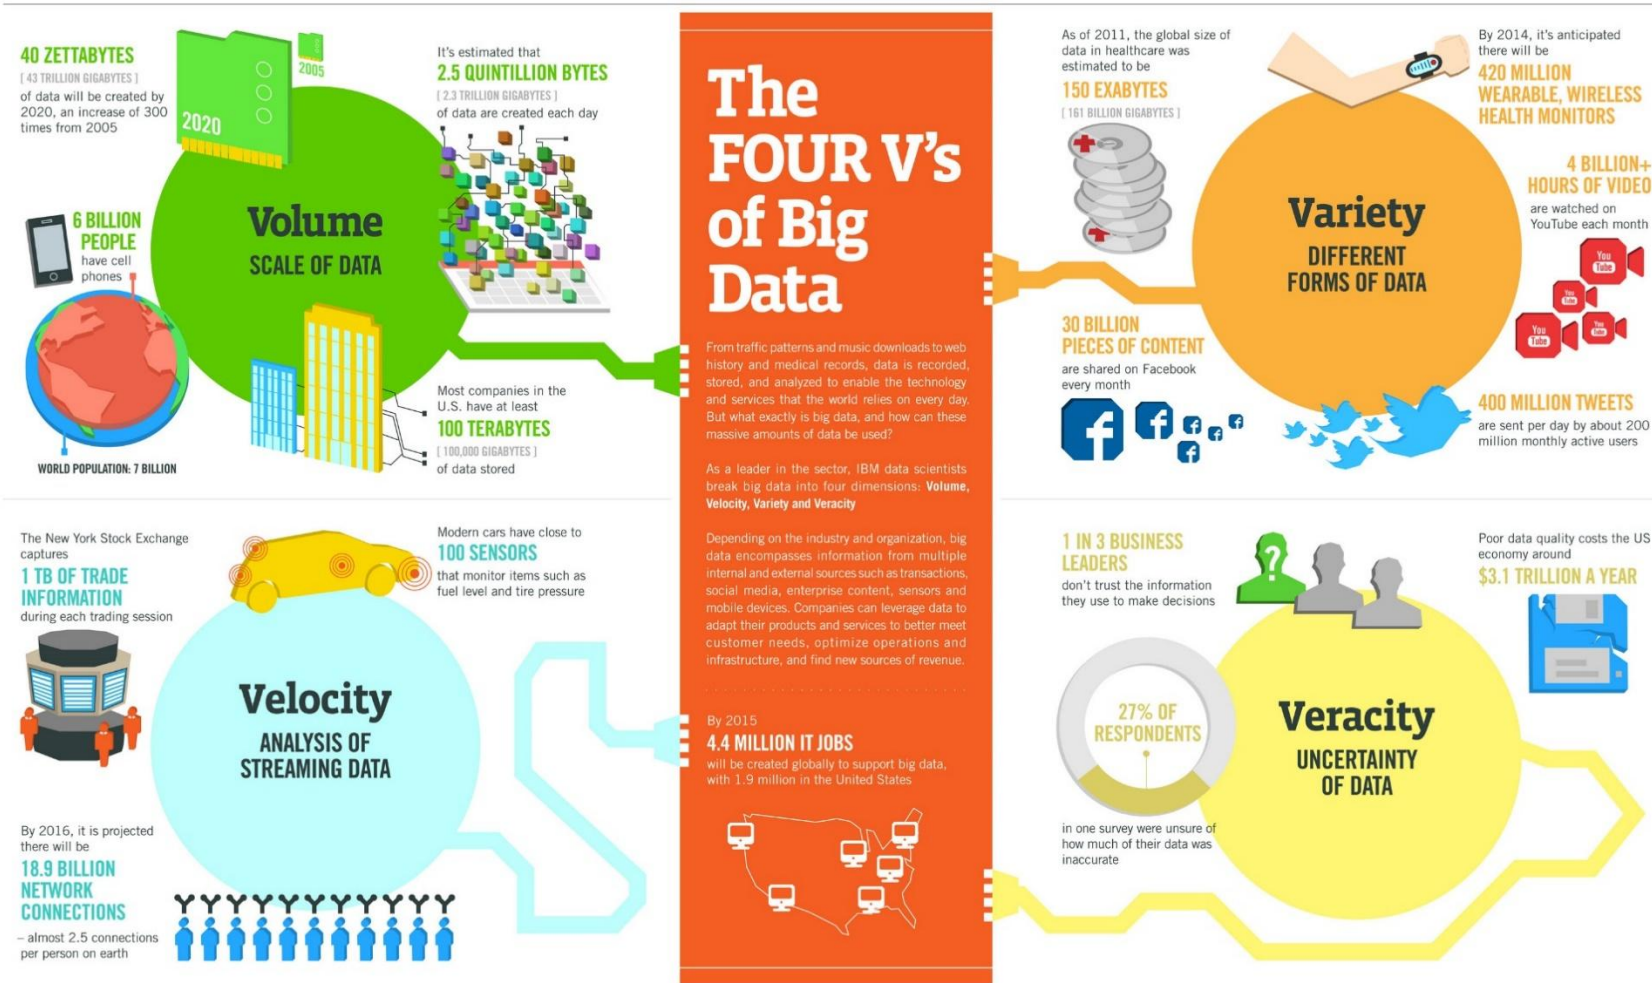 40 ZETTABYTES
[ 43 TRILLION GIGABYTES ]
of data will be created by
2020, an increase of 300
times from 2005
2020
2005
It's estimated that
2.5 QUINTILLION BYTES
[ 2.3 TRILLION GIGABYTES ]
of data are created each day
6 BILLION
PEOPLE
have cell
phones
WORLD POPULATION: 7 BILLION
Volume
SCALE OF DATA
Most companies in the
U.S. have at least
100 TERABYTES
[ 100,000 GIGABYTES ]
of data stored
The New York Stock Exchange
captures
1 TB OF TRADE
INFORMATION
during each trading session
Modern cars have close to
100 SENSORS
that monitor items such as
fuel level and tire pressure
Velocity
ANALYSIS OF
STREAMING DATA
By 2016, it is projected
there will be
18.9 BILLION
NETWORK
CONNECTIONS
– almost 2.5 connections
per person on earth
The
FOUR V's
of Big
Data
From traffic patterns and music downloads to web
history and medical records, data is recorded,
stored, and analyzed to enable the technology
and services that the world relies on every day.
But what exactly is big data, and how can these
massive amounts of data be used?
As a leader in the sector, IBM data scientists
break big data into four dimensions: Volume,
Velocity, Variety and Veracity
Depending on the industry and organization, big
data encompasses information from multiple
internal and external sources such as transactions,
social media, enterprise content, sensors and
mobile devices. Companies can leverage data to
adapt their products and services to better meet
customer needs, optimize operations and
infrastructure, and find new sources of revenue.
By 2015
4.4 MILLION IT JOBS
will be created globally to support big data,
with 1.9 million in the United States
As of 2011, the global size of
data in healthcare was
estimated to be
150 EXABYTES
[ 161 BILLION GIGABYTES ]
By 2014, it's anticipated
there will be
420 MILLION
WEARABLE, WIRELESS
HEALTH MONITORS
4 BILLION+
HOURS OF VIDEO
are watched on
YouTube each month
You
Tube
You
Tube
You
Tube
You
Tube
Variety
DIFFERENT
FORMS OF DATA
30 BILLION
PIECES OF CONTENT
are shared on Facebook
every month
f
f
f
f
f
f
400 MILLION TWEETS
are sent per day by about 200
million monthly active users
1 IN 3 BUSINESS
LEADERS
don't trust the information
they use to make decisions
?
Poor data quality costs the US
economy around
$3.1 TRILLION A YEAR
27% OF
RESPONDENTS
in one survey were unsure of
how much of their data was
inaccurate
Veracity
UNCERTAINTY
OF DATA